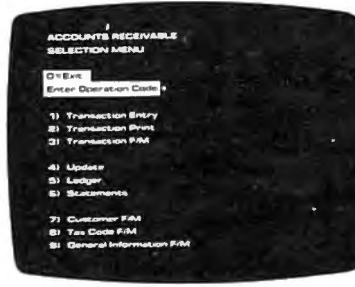 ACCOUNTS RECEIVABLE
SELECTION MENU
0=Exit
Enter Operation Code
1) Transaction Entry
2) Transaction Print
3) Transaction F/M
4) Update
5) Ledger
6) Statements
7) Customer F/M
8) Tax Code F/M
9) General Information F/M